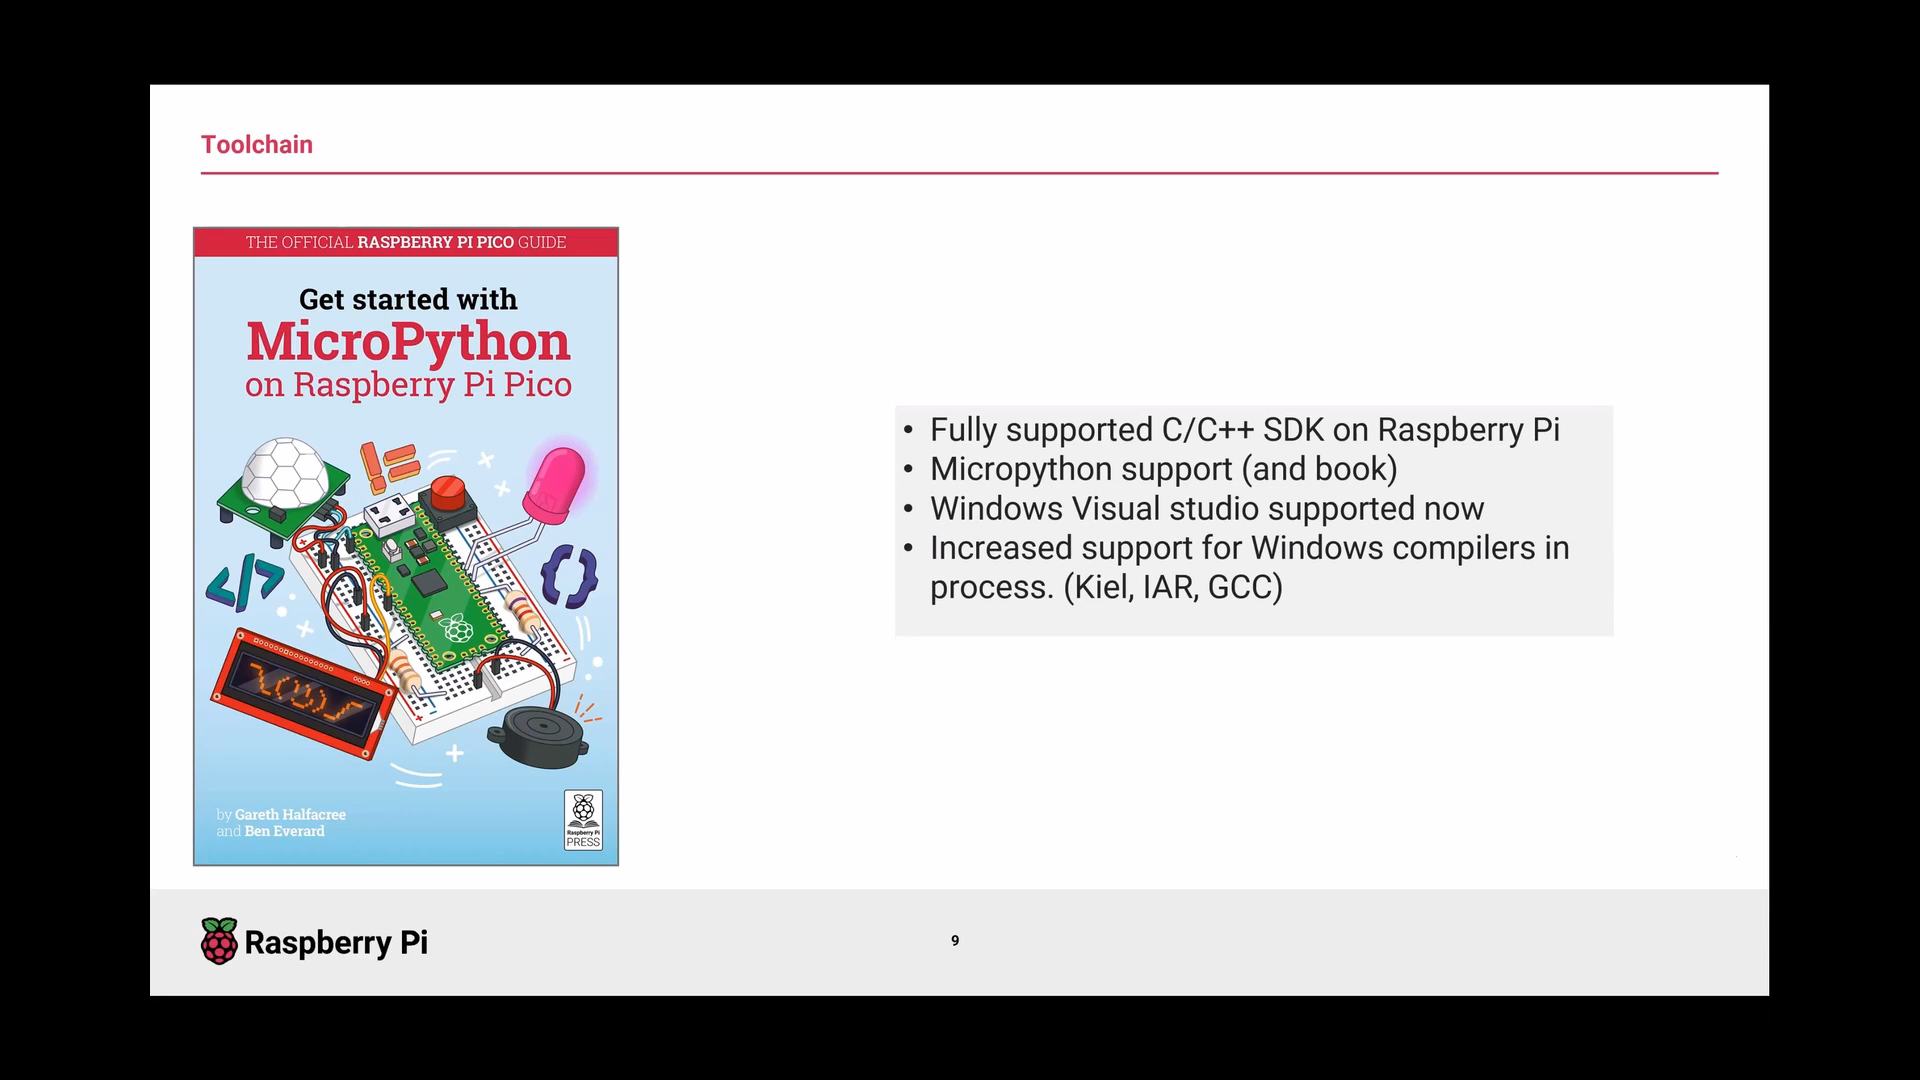 Toolchain
THE OFFICIAL RASPBERRY PI PICO GUIDE
Get started with
MicroPython
on Raspberry Pi Pico
by Gareth Halfacree
and Ben Everard
Raspberry Pi
PRESS
• Fully supported C/C++ SDK on Raspberry Pi
• Micropython support (and book)
• Windows Visual studio supported now
• Increased support for Windows compilers in
process. (Kiel, IAR, GCC)
Raspberry Pi
9